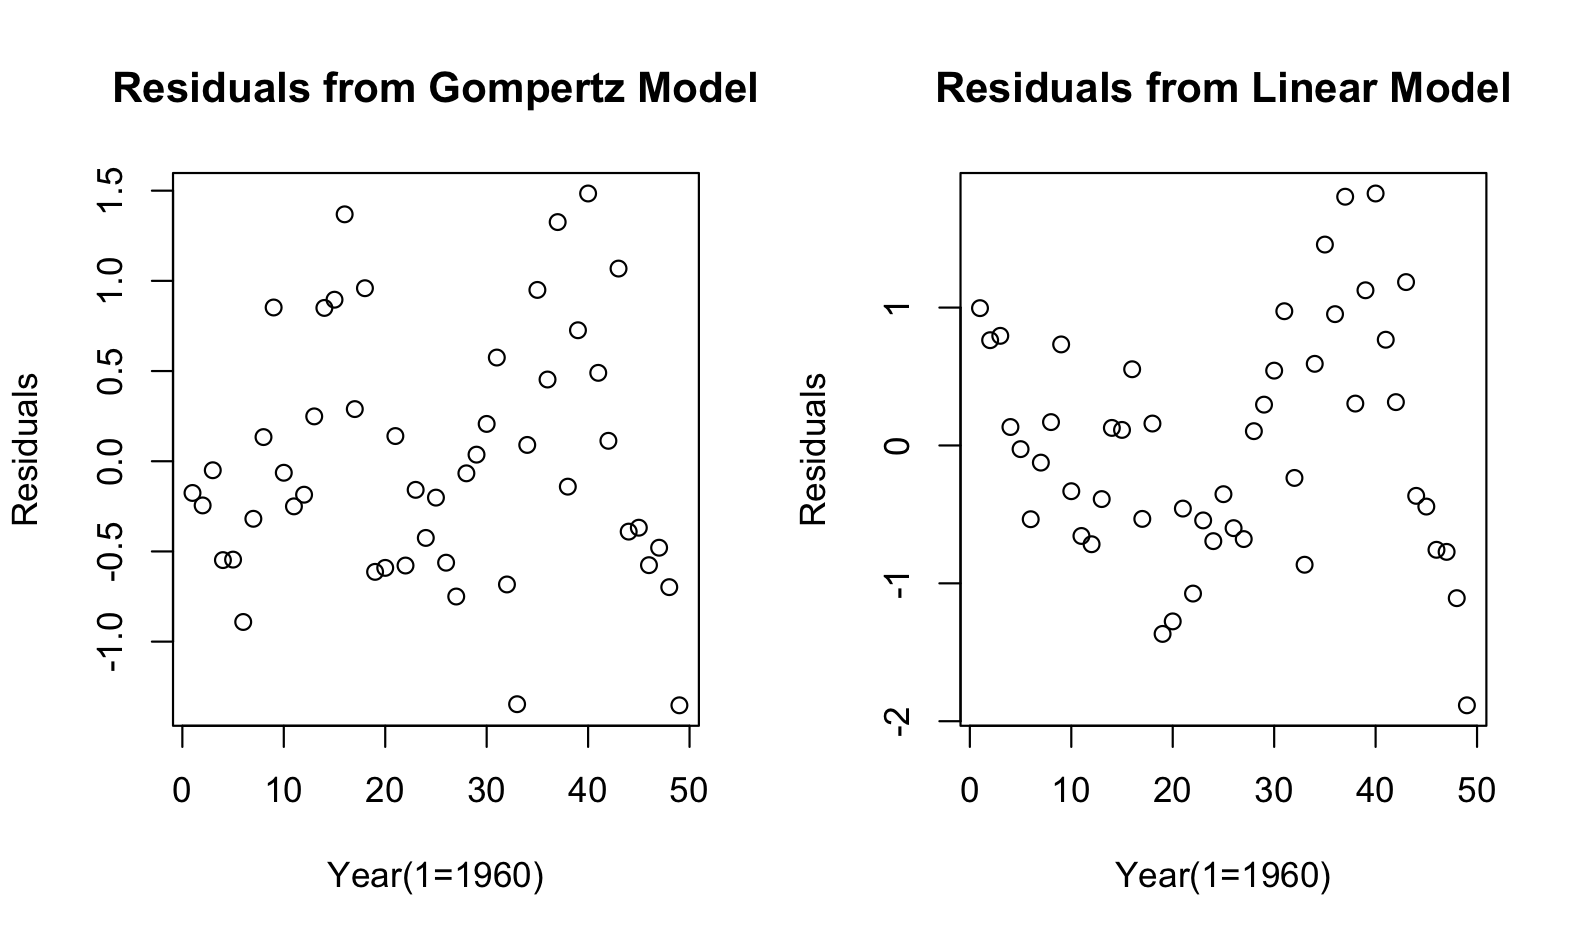 Residuals from Gompertz Model
Residuals
1.5
1.0
0.5
0.0
-0.5
-1.0
0 10 20 30 40 50
Year(1=1960)
Residuals from Linear Model
Residuals
1
0
-1
-2
0 10 20 30 40 50
Year(1=1960)